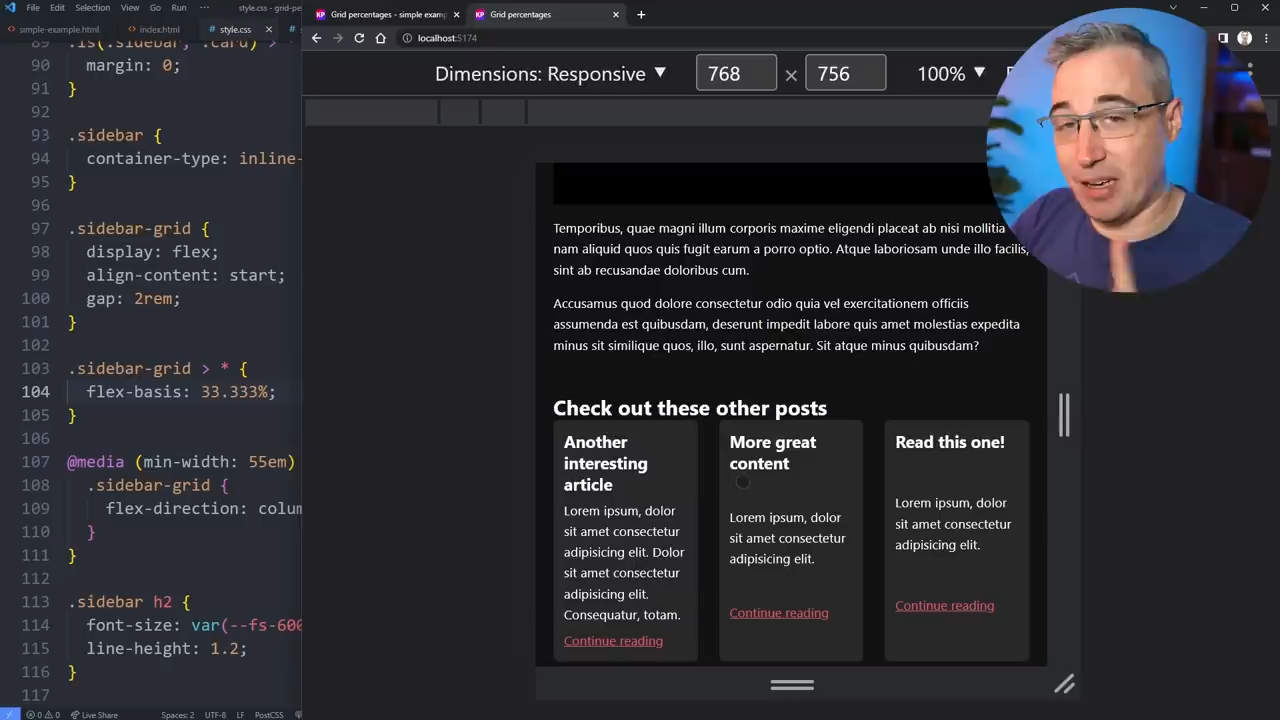 File Edit View Go Run ··· style.css - grid-pe
simple-example.html index.html style.css
Grid percentages - simple examp Grid percentages
localhost:5174
Dimensions: Responsive 768 × 756 100%
89 .is(.sidebar, .card) >
90 margin: 0;
91 }
92
93 .sidebar {
94 container-type: inline-
95 }
96
97 .sidebar-grid {
98 display: flex;
99 align-content: start;
100 gap: 2rem;
101 }
102
103 .sidebar-grid > * {
104 flex-basis: 33.333%;
105 }
106
107 @media (min-width: 55em)
108 .sidebar-grid {
109 flex-direction: colum
110 }
111 }
112
113 .sidebar h2 {
114 font-size: var(--fs-600
115 line-height: 1.2;
116 }
117
0 0 Live Share Spaces: 2 UTF-8 LF PostCSS
Temporibus, quae magni illum corporis maxime eligendi placeat ab nisi mollitia
nam aliquid quos quis fugit earum a porro optio. Atque laboriosam unde illo facilis,
sint ab recusandae doloribus cum.
Accusamus quod dolore consectetur odio quia vel exercitationem officiis
assumenda est quibusdam, deserunt impedit labore quis amet molestias expedita
minus sit similique quos, illo, sunt aspernatur. Sit atque minus quibusdam?
Check out these other posts
Another
interesting
article
Lorem ipsum, dolor
sit amet consectetur
adipisicing elit. Dolor
sit amet consectetur
adipisicing elit.
Consequatur, totam.
Continue reading
More great
content
Lorem ipsum, dolor
sit amet consectetur
adipisicing elit.
Continue reading
Read this one!
Lorem ipsum, dolor
sit amet consectetur
adipisicing elit.
Continue reading